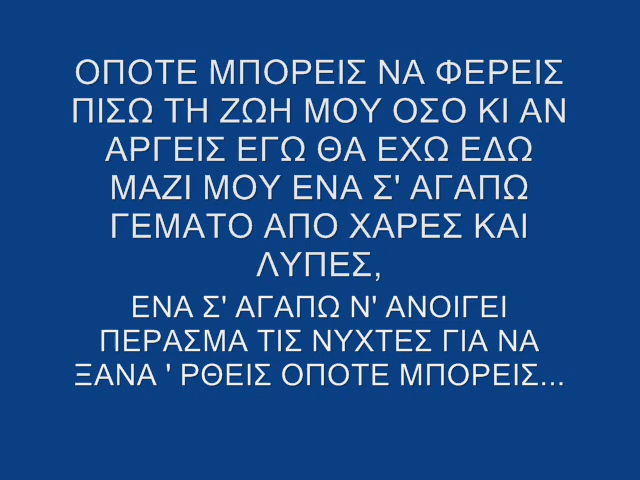 ΟΠΟΤΕ ΜΠΟΡΕΙΣ ΝΑ ΦΕΡΕΙΣ
ΠΙΣΩ ΤΗ ΖΩΗ ΜΟΥ ΟΣΟ ΚΙ ΑΝ
ΑΡΓΕΙΣ ΕΓΩ ΘΑ ΕΧΩ ΕΔΩ
ΜΑΖΙ ΜΟΥ ΕΝΑ Σ' ΑΓΑΠΩ
ΓΕΜΑΤΟ ΑΠΟ ΧΑΡΕΣ ΚΑΙ
ΛΥΠΕΣ,
ΕΝΑ Σ' ΑΓΑΠΩ Ν' ΑΝΟΙΓΕΙ
ΠΕΡΑΣΜΑ ΤΙΣ ΝΥΧΤΕΣ ΓΙΑ ΝΑ
ΞΑΝΑ ' ΡΘΕΙΣ ΟΠΟΤΕ ΜΠΟΡΕΙΣ...